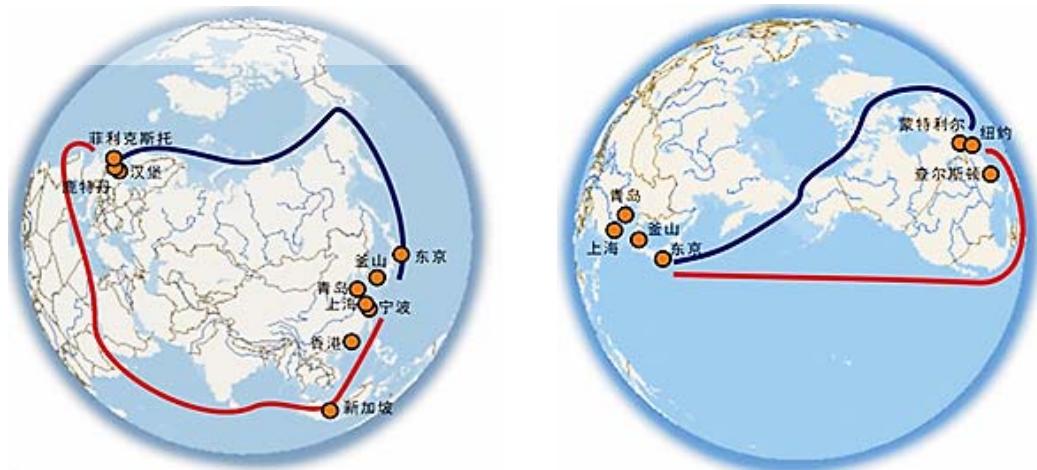 菲利克斯托
汉堡
鹿特丹
东京
釜山
青岛
上海
宁波
香港
新加坡
蒙特利尔
纽约
查尔斯顿
青岛
釜山
上海
东京